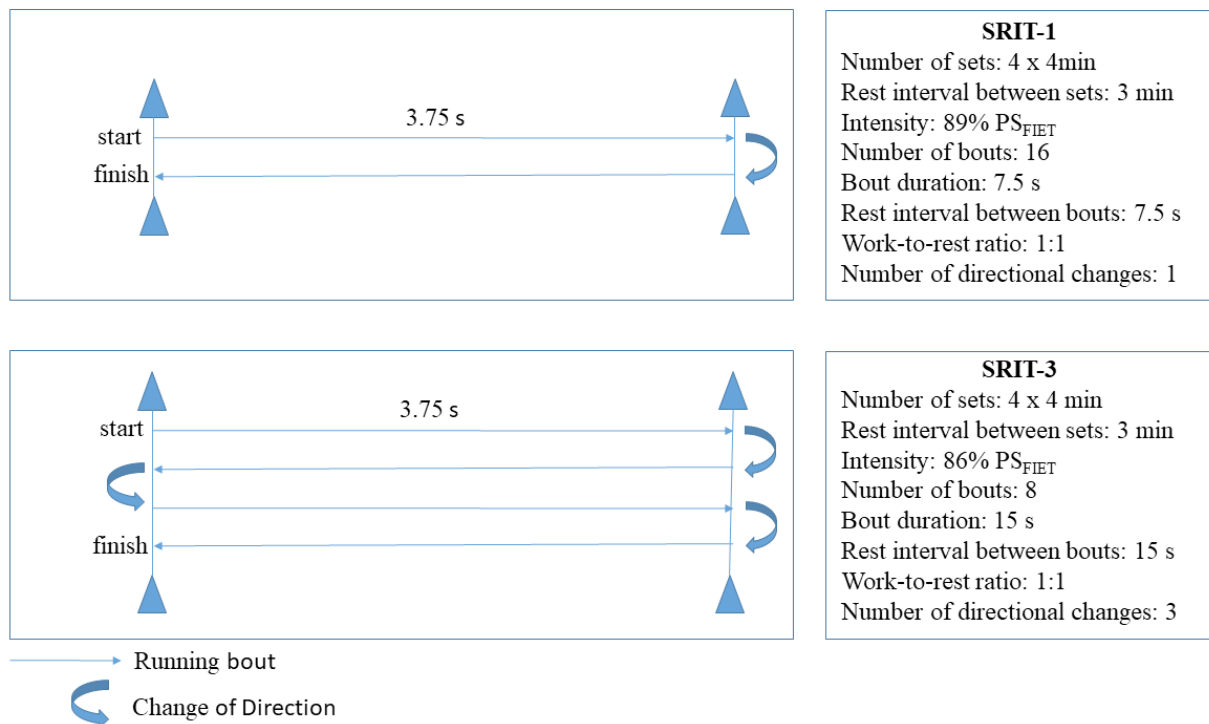 3.75 s
start
finish
SRIT-1
Number of sets: 4 x 4min
Rest interval between sets: 3 min
Intensity: 89% PS_FIET
Number of bouts: 16
Bout duration: 7.5 s
Rest interval between bouts: 7.5 s
Work-to-rest ratio: 1:1
Number of directional changes: 1
3.75 s
start
finish
SRIT-3
Number of sets: 4 x 4 min
Rest interval between sets: 3 min
Intensity: 86% PS_FIET
Number of bouts: 8
Bout duration: 15 s
Rest interval between bouts: 15 s
Work-to-rest ratio: 1:1
Number of directional changes: 3
Running bout
Change of Direction